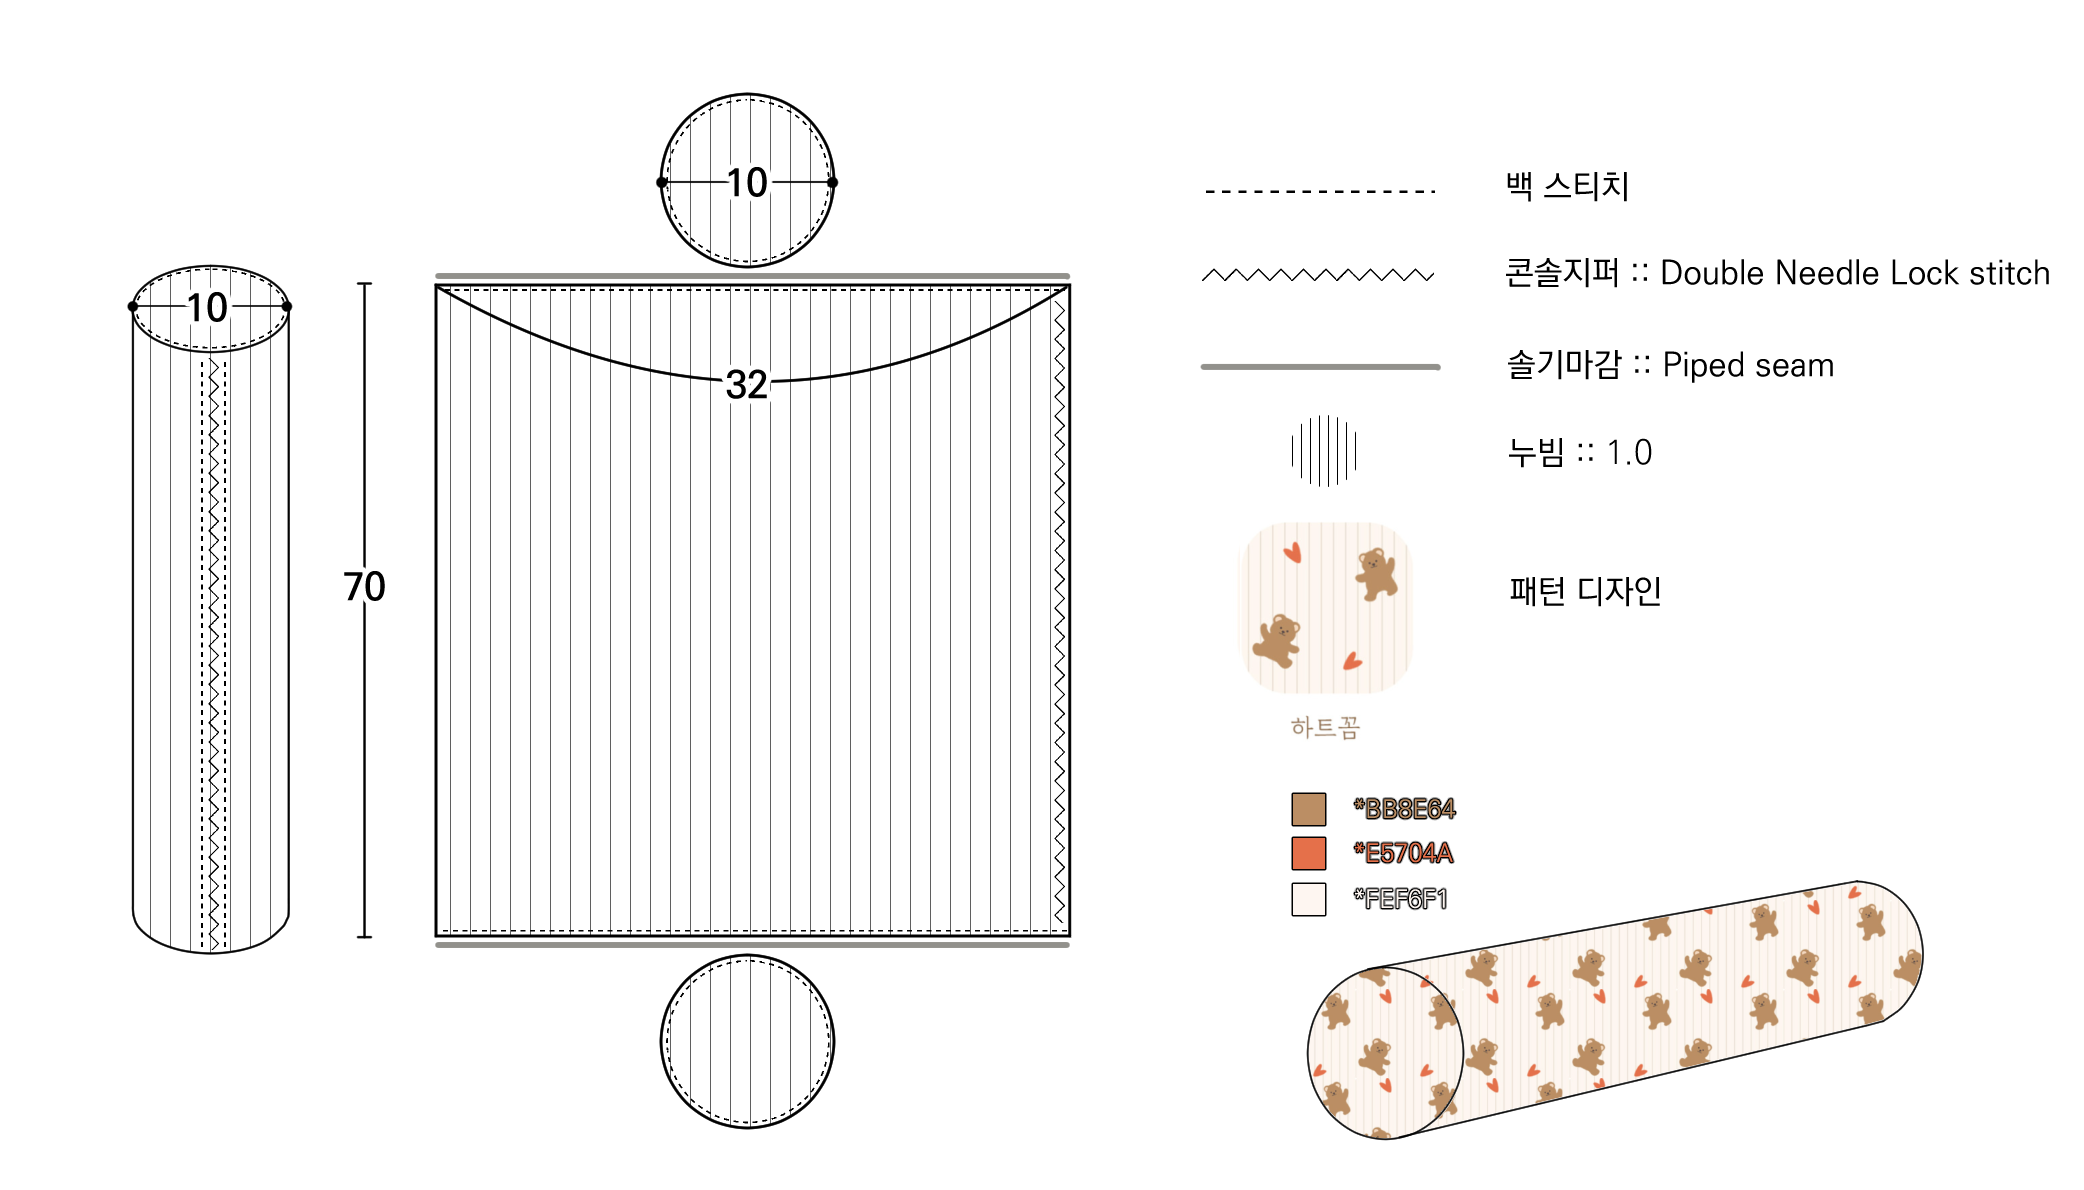 10
10
70
32
백 스티치
콘솔지퍼 :: Double Needle Lock stitch
솔기마감 :: Piped seam
누빔 :: 1.0
패턴 디자인
하트꼼
*BB8E64
*E5704A
*FEF6F1